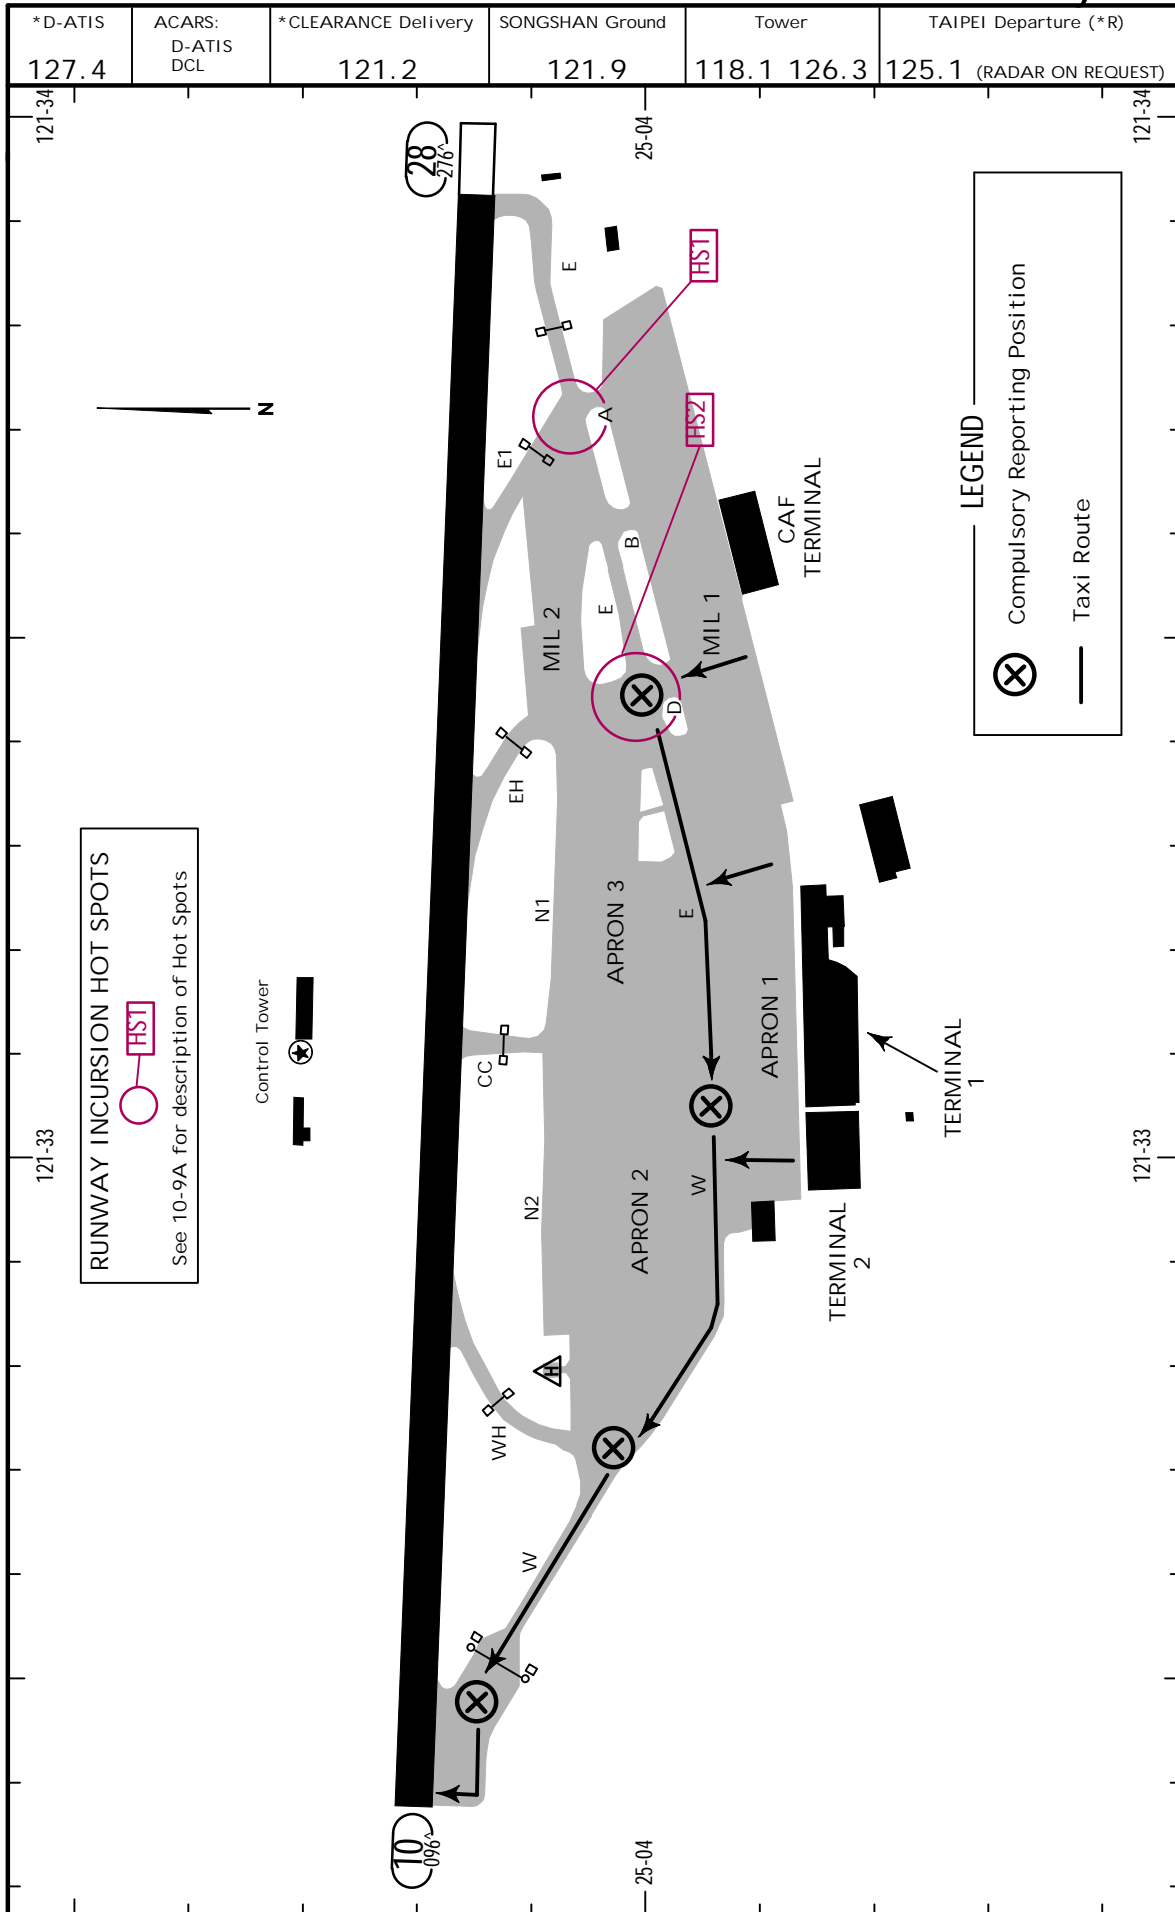 *D-ATIS
127.4
ACARS:
D-ATIS
DCL
*CLEARANCE Delivery
121.2
SONGSHAN Ground
121.9
Tower
118.1 126.3
TAIPEI Departure (*R)
125.1 (RADAR ON REQUEST)
121-34
25-04
121-34
28
276^
E
HS1
HS2
N
A
E1
B
E
MIL 2
MIL 1
CAF
TERMINAL
D
EH
LEGEND
Compulsory Reporting Position
Taxi Route
RUNWAY INCURSION HOT SPOTS
HS1
See 10-9A for description of Hot Spots
Control Tower
N1
APRON 3
E
APRON 1
CC
TERMINAL
1
121-33
121-33
N2
APRON 2
W
TERMINAL
2
H
WH
W
10
096^
25-04